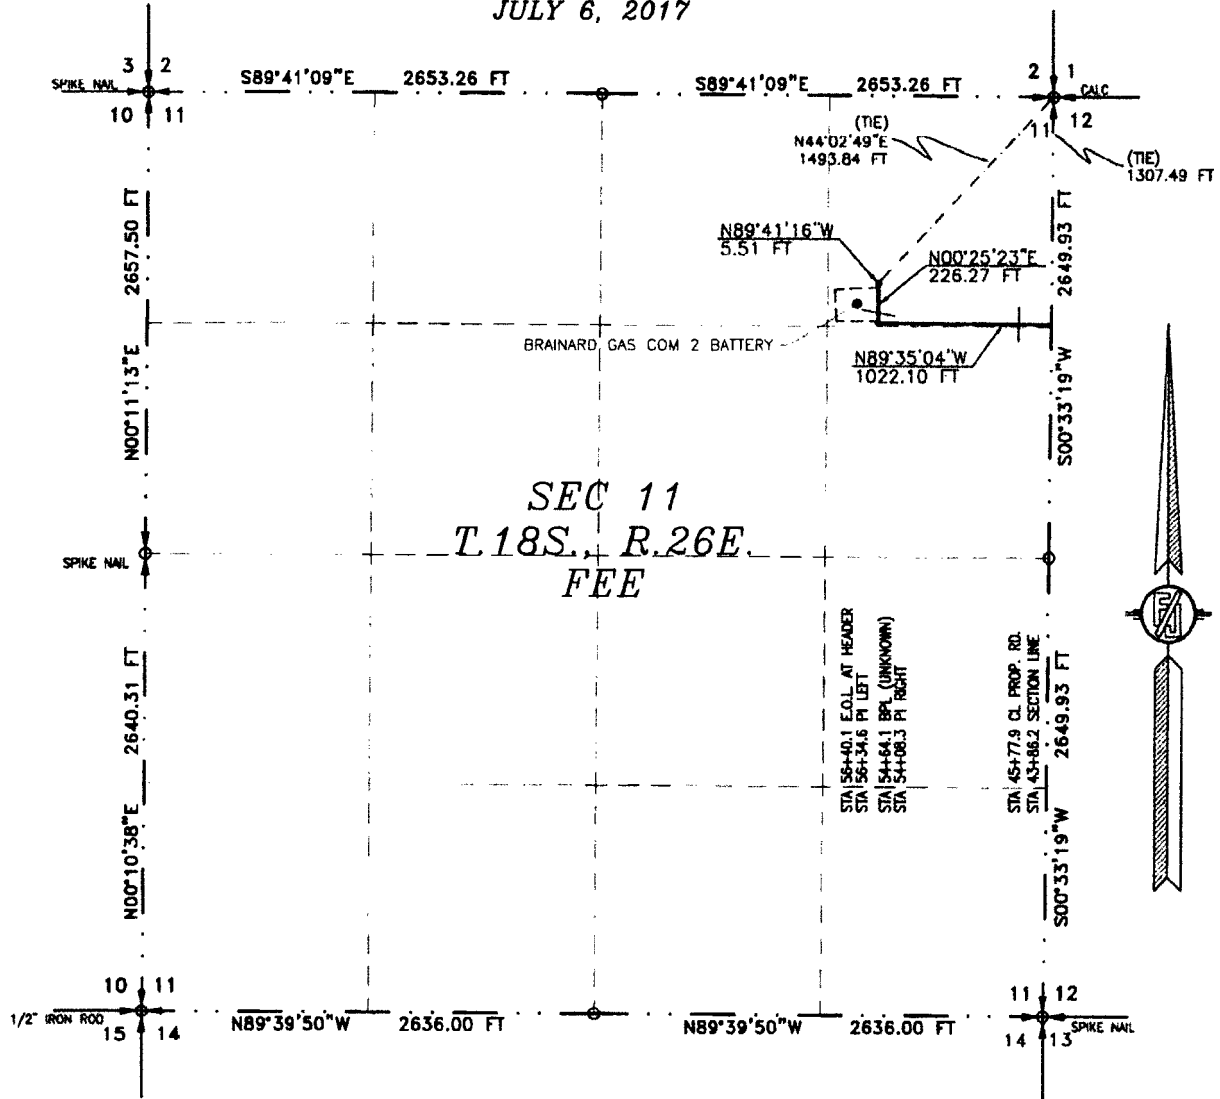 JULY 6, 2017
3 2
SPIKE NAIL
10 11
S89°41'09"E 2653.26 FT
S89°41'09"E 2653.26 FT
2 1
CALC
11 12
(TIE)
N44°02'49"E
1493.84 FT
(TIE)
1307.49 FT
N00°11'13"E 2657.50 FT
N89°41'16"W
5.51 FT
N00°25'23"E
226.27 FT
S00°33'19"W 2649.93 FT
BRAINARD GAS COM 2 BATTERY
N89°35'04"W
1022.10 FT
SEC 11
T.18S., R.26E.
FEE
SPIKE NAIL
N00°10'38"E 2640.31 FT
STA 56+40.1 E.O.L. AT HEADER
STA 56+34.6 PI LEFT
STA 54+64.1 BPL (UNKNOWN)
STA 54+08.3 PI RIGHT
STA 45+77.9 CL PROP. RD.
STA 43+86.2 SECTION LINE
S00°33'19"W 2649.93 FT
10 11
1/2" IRON ROD
15 14
N89°39'50"W 2636.00 FT
N89°39'50"W 2636.00 FT
11 12
SPIKE NAIL
14 13